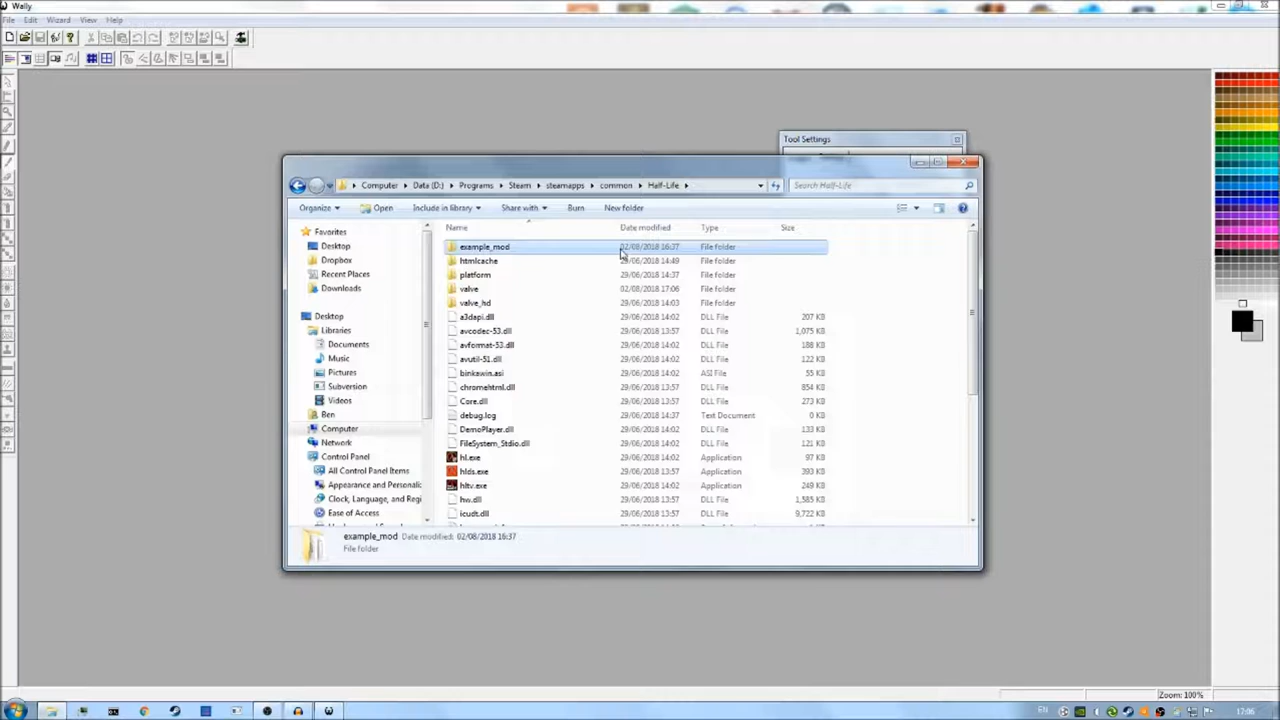 Wally
File Edit Wizard View Help
Tool Settings
Computer Data (D:) Programs Steam steamapps common Half-Life
Search Half-Life
Organize Open Include in library Share with Burn New folder
Name Date modified Type Size
Favorites
Desktop
Dropbox
Recent Places
Downloads
Desktop
Libraries
Documents
Music
Pictures
Subversion
Videos
Ben
Computer
Network
Control Panel
All Control Panel Items
Appearance and Personali
Clock, Language, and Regi
Ease of Access
example_mod 02/08/2018 16:37 File folder
htmlcache 29/06/2018 14:49 File folder
platform 29/06/2018 14:37 File folder
valve 02/08/2018 17:06 File folder
valve_hd 29/06/2018 14:03 File folder
a3dapi.dll 29/06/2018 14:02 DLL File 207 KB
avcodec-53.dll 29/06/2018 13:57 DLL File 1,075 KB
avformat-53.dll 29/06/2018 14:02 DLL File 188 KB
avutil-51.dll 29/06/2018 14:02 DLL File 122 KB
binkawin.asi 29/06/2018 14:02 ASI File 55 KB
chromehtml.dll 29/06/2018 13:57 DLL File 854 KB
Core.dll 29/06/2018 13:57 DLL File 273 KB
debug.log 29/06/2018 14:37 Text Document 0 KB
DemoPlayer.dll 29/06/2018 14:02 DLL File 133 KB
FileSystem_Stdio.dll 29/06/2018 14:02 DLL File 121 KB
hl.exe 29/06/2018 14:02 Application 97 KB
hlds.exe 29/06/2018 13:57 Application 393 KB
hltv.exe 29/06/2018 14:02 Application 249 KB
hw.dll 29/06/2018 13:57 DLL File 1,585 KB
icudt.dll 29/06/2018 14:02 DLL File 9,722 KB
example_mod Date modified: 02/08/2018 16:37
File folder
Zoom: 100%
EN
17:06